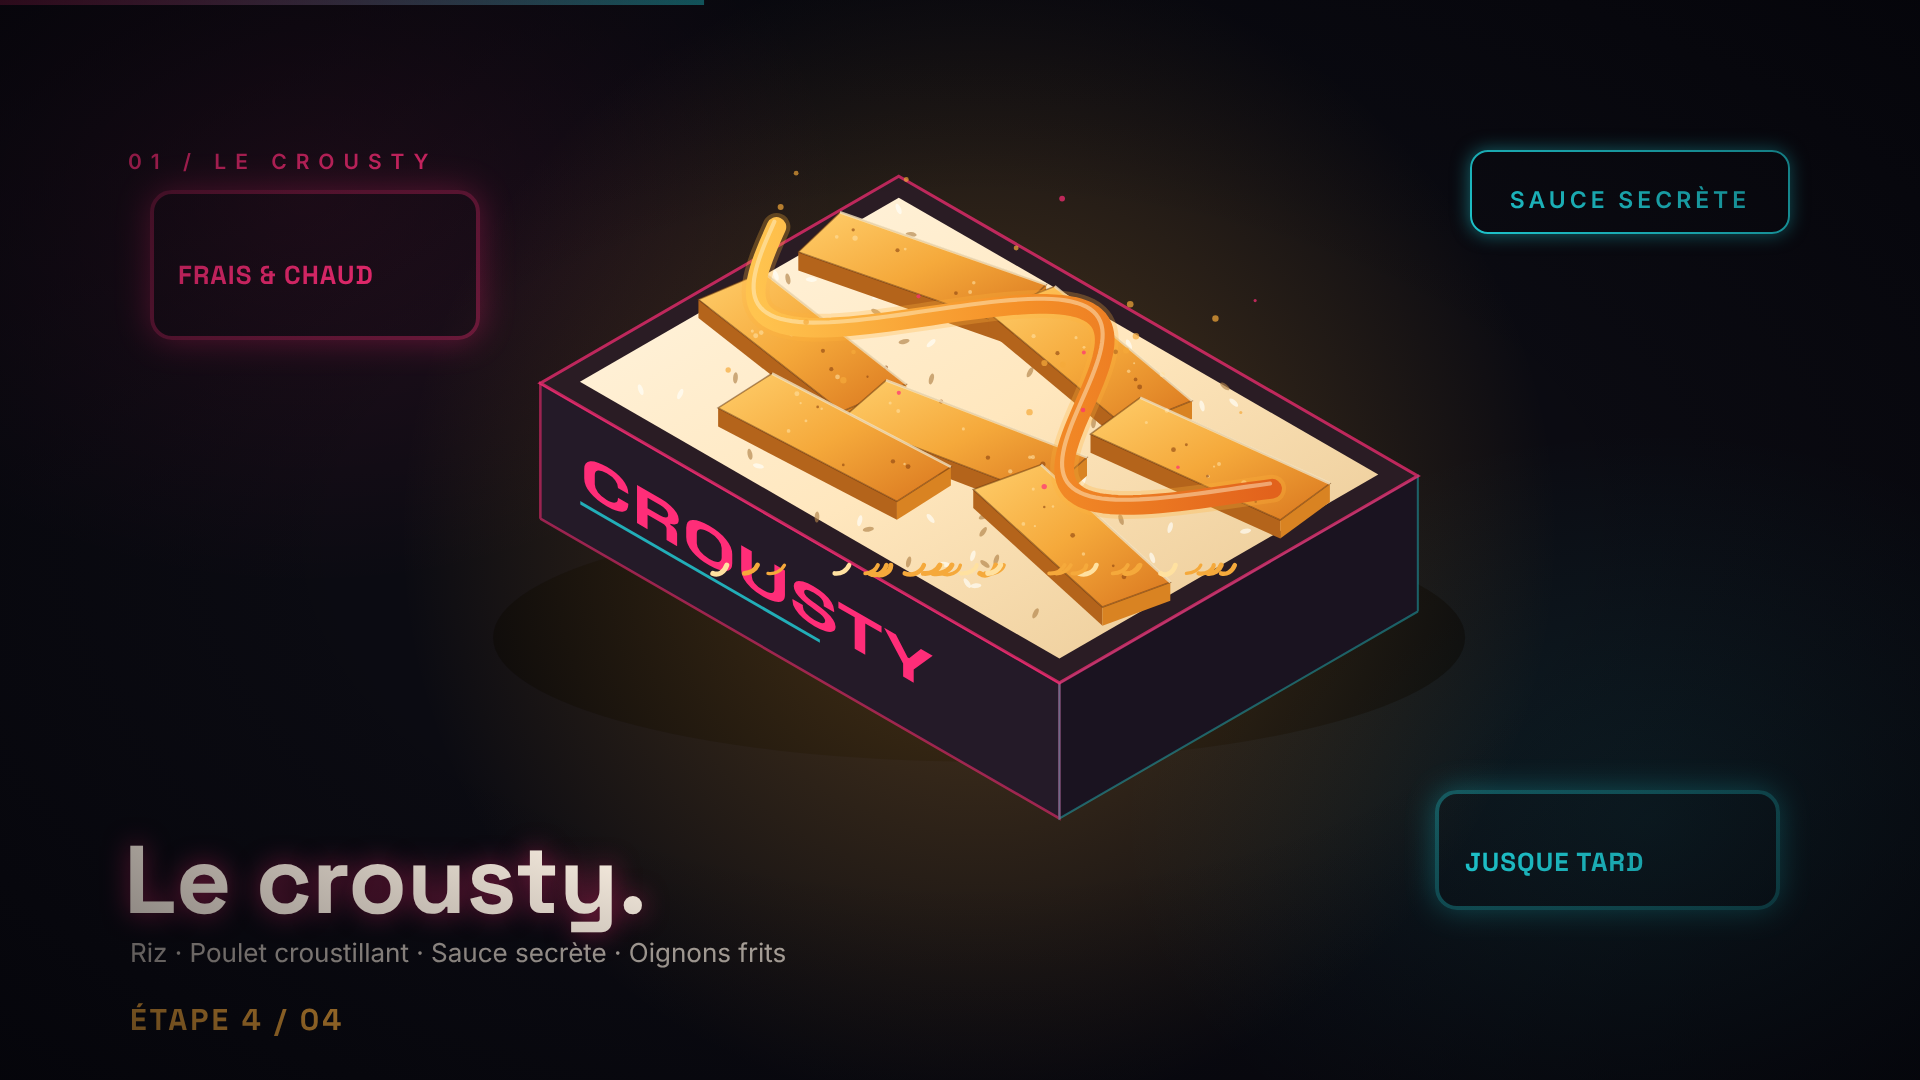 01 / LE CROUSTY
SAUCE SECRÈTE
FRAIS & CHAUD
CROUSTY
JUSQUE TARD
Le crousty.
Riz · Poulet croustillant · Sauce secrète · Oignons frits
ÉTAPE 4 / 04